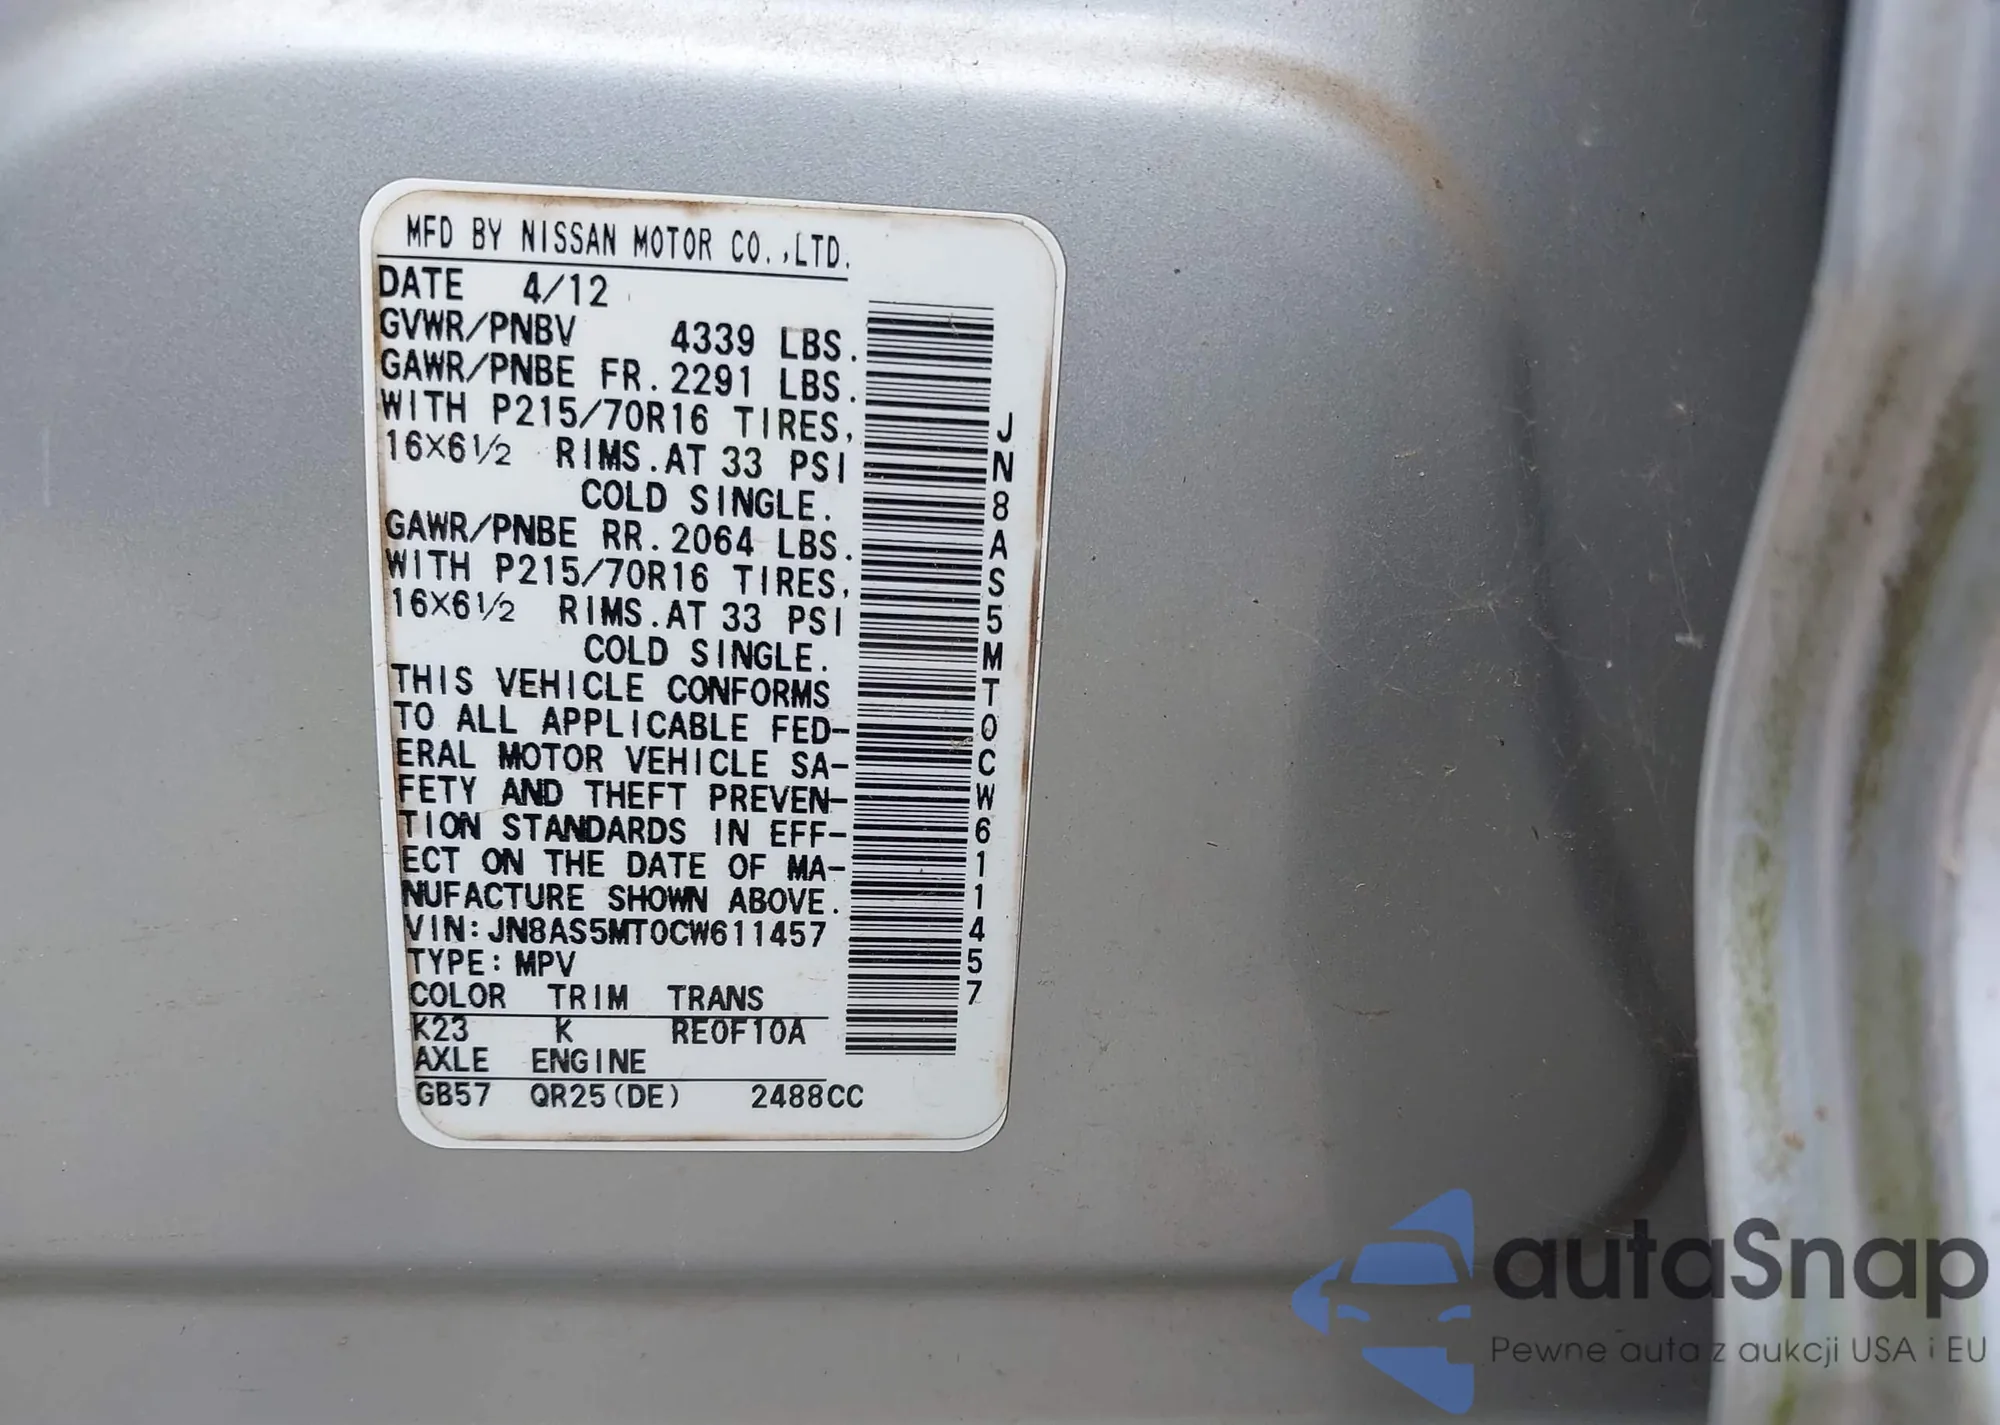 MFD BY NISSAN MOTOR CO.,LTD.
DATE 4/12
GVWR/PNBV 4339 LBS.
GAWR/PNBE FR. 2291 LBS.
WITH P215/70R16 TIRES,
16×6½ RIMS. AT 33 PSI
COLD SINGLE.
GAWR/PNBE RR. 2064 LBS.
WITH P215/70R16 TIRES,
16×6½ RIMS. AT 33 PSI
COLD SINGLE.
THIS VEHICLE CONFORMS
TO ALL APPLICABLE FED-
ERAL MOTOR VEHICLE SA-
FETY AND THEFT PREVEN-
TION STANDARDS IN EFF-
ECT ON THE DATE OF MA-
NUFACTURE SHOWN ABOVE.
VIN: JN8AS5MT0CW611457
TYPE: MPV
COLOR TRIM TRANS
K23 K RE0F10A
AXLE ENGINE
GB57 QR25(DE) 2488CC
JN8AS5MT0CW611457
autaSnap
Pewne auta z aukcji USA i EU